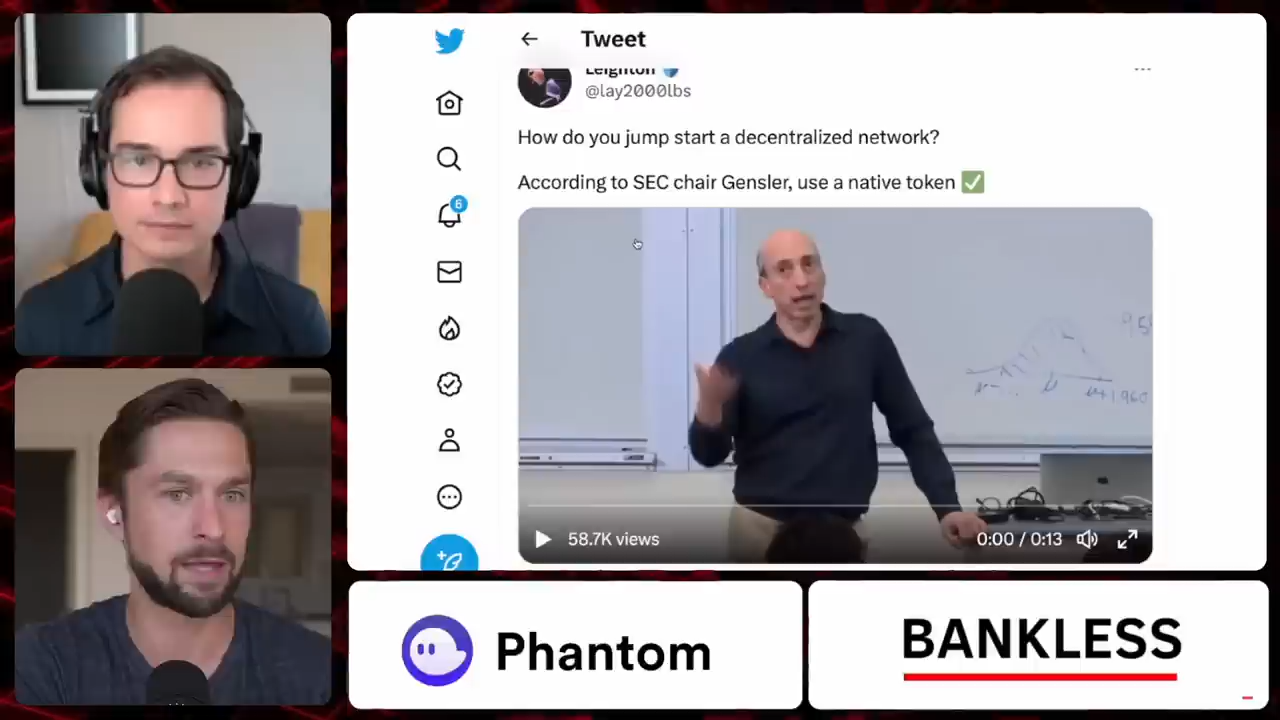 Tweet
Leighton
@lay2000lbs
How do you jump start a decentralized network?
According to SEC chair Gensler, use a native token ✅
6
58.7K views
0:00 / 0:13
Phantom
BANKLESS